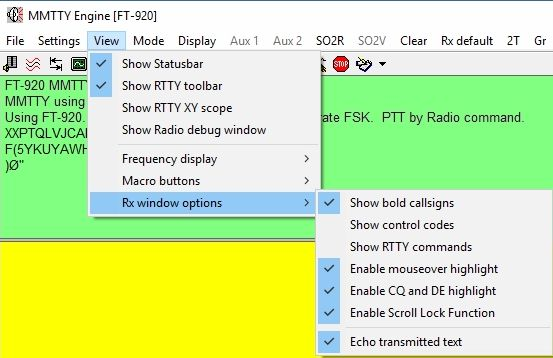 MMTTY Engine [FT-920]
File Settings View Mode Display Aux 1 Aux 2 SO2R SO2V Clear Rx default 2T Gr
STOP
Show Statusbar
Show RTTY toolbar
Show RTTY XY scope
Show Radio debug window
Frequency display
Macro buttons
Rx window options
Show bold callsigns
Show control codes
Show RTTY commands
Enable mouseover highlight
Enable CQ and DE highlight
Enable Scroll Lock Function
Echo transmitted text
FT-920 MMTT
MMTTY using
Using FT-920. ate FSK. PTT by Radio command.
XXPTQLVJCA
F(5YKUYAWH
)Ø"